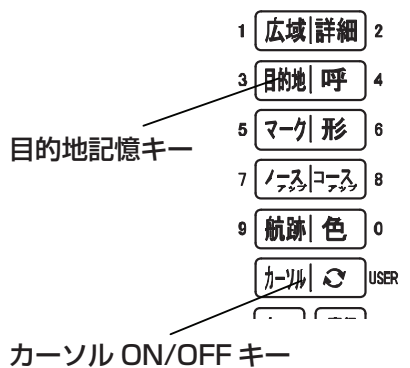 1 広域 詳細 2
3 目的地 呼 4
目的地記憶キー
5 マーク 形 6
7 ノースアップ コースアップ 8
9 航跡 色 0
カーソル USER
カーソル ON/OFF キー